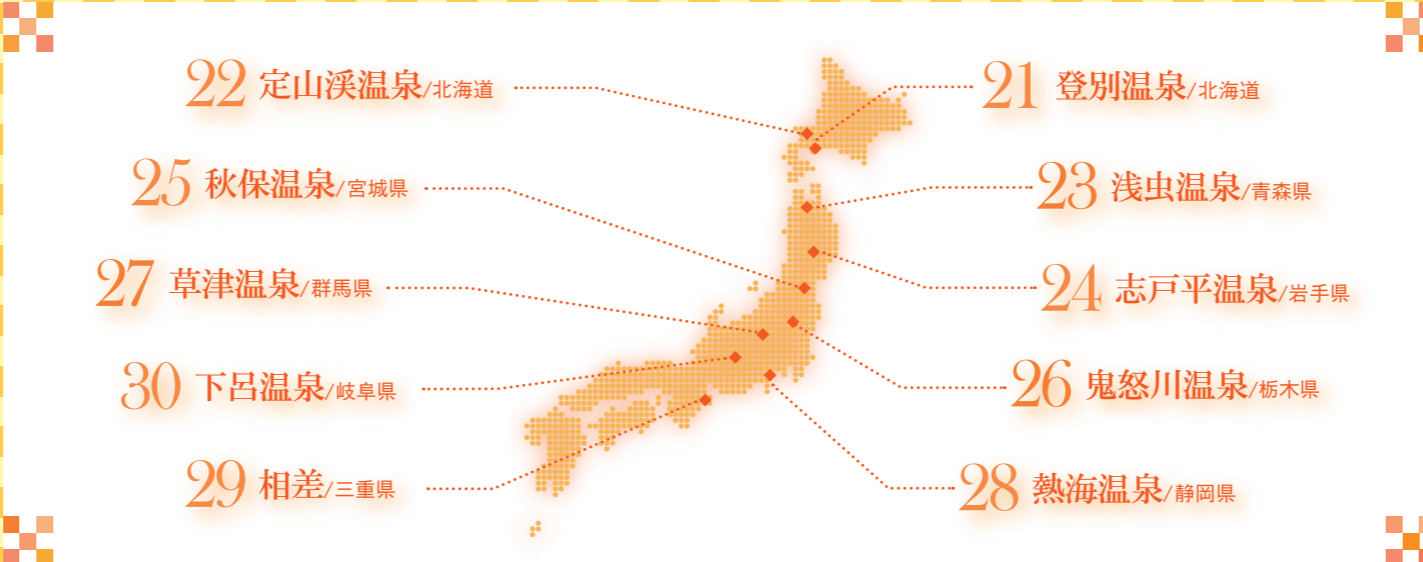 22 定山渓温泉/北海道
21 登別温泉/北海道
25 秋保温泉/宮城県
23 浅虫温泉/青森県
27 草津温泉/群馬県
24 志戸平温泉/岩手県
30 下呂温泉/岐阜県
26 鬼怒川温泉/栃木県
29 相差/三重県
28 熱海温泉/静岡県